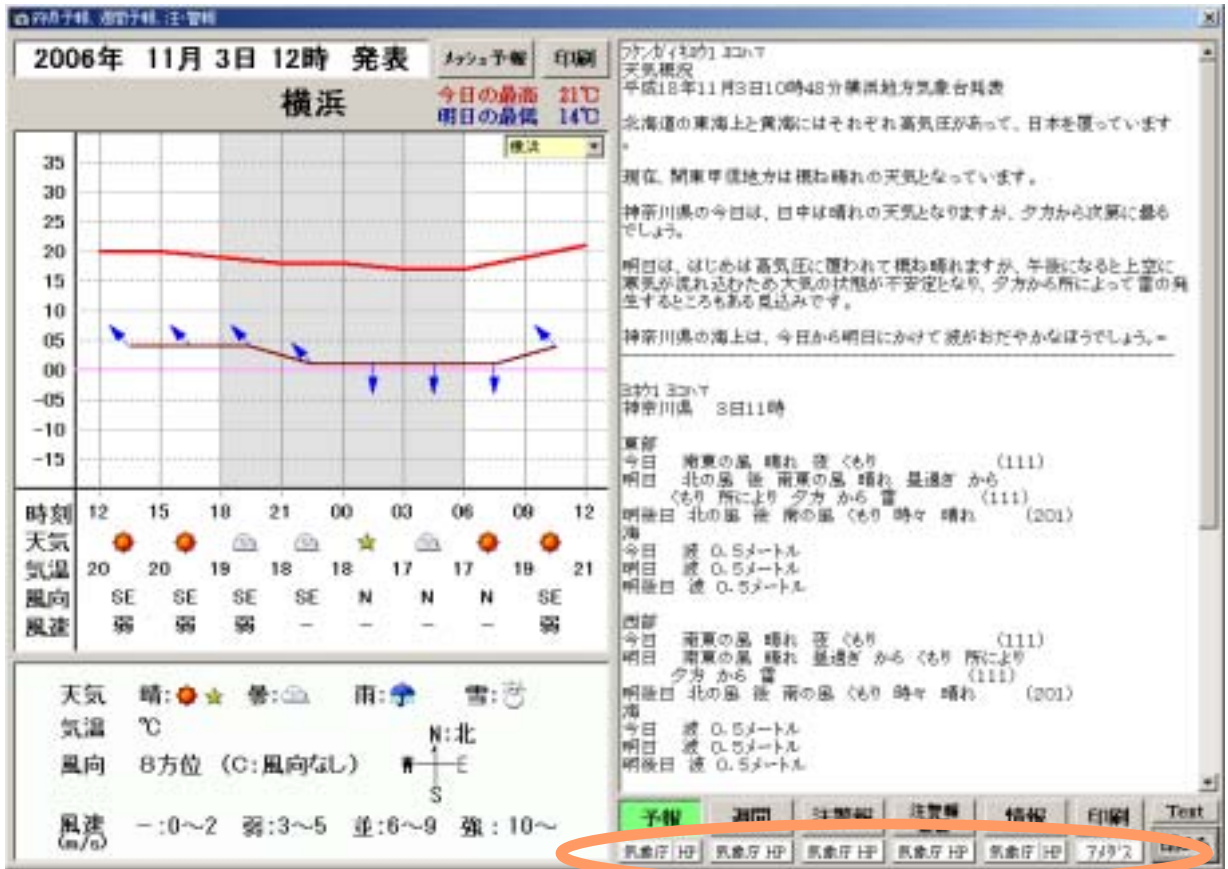 府県予報、週間予報、注・警報
2006年 11月 3日 12時 発表
メッシュ予報
印刷
横浜
今日の最高 21℃
明日の最低 14℃
横浜
35
30
25
20
15
10
05
00
-05
-10
-15
時刻 12 15 18 21 00 03 06 09 12
天気
気温 20 20 19 18 18 17 17 19 21
風向 SE SE SE SE N N N SE
風速 弱 弱 弱 - - - - 弱
天気 晴: 曇: 雨: 雪:
気温 ℃
風向 8方位 (C:風向なし)
N:北
W E
S
風速 -:0～2 弱:3～5 並:6～9 強:10～
(m/s)
天気概況
平成18年11月3日10時48分横浜地方気象台発表
北海道の東海上と黄海にはそれぞれ高気圧があって、日本を覆っています
。
現在、関東甲信地方は概ね晴れの天気となっています。
神奈川県の今日は、日中は晴れの天気となりますが、夕方から次第に曇る
でしょう。
明日は、はじめは高気圧に覆われて概ね晴れますが、午後になると上空に
寒気が流れ込むため大気の状態が不安定となり、夕方から所によって雷の発
生するところもある見込みです。
神奈川県の海上は、今日から明日にかけて波がおだやかなほうでしょう。=
神奈川県 3日11時
東部
今日 南東の風 晴れ 夜 くもり (111)
明日 北の風 後 南東の風 晴れ 昼過ぎ から
くもり 所により 夕方 から 雷 (111)
明後日 北の風 後 南の風 くもり 時々 晴れ (201)
海
今日 波 0.5メートル
明日 波 0.5メートル
明後日 波 0.5メートル
西部
今日 南東の風 晴れ 夜 くもり (111)
明日 南東の風 晴れ 昼過ぎ から くもり 所により
夕方 から 雷 (111)
明後日 北の風 後 南の風 くもり 時々 晴れ (201)
海
今日 波 0.5メートル
明日 波 0.5メートル
明後日 波 0.5メートル
予報 週間 注警報 注警報 情報 印刷 Text
気象庁 HP 気象庁 HP 気象庁 HP 気象庁 HP 気象庁 HP アメダス